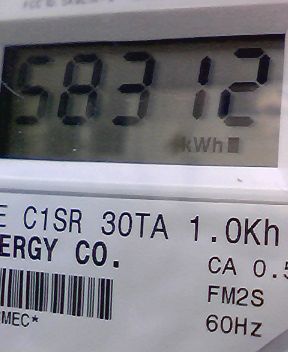 58312
kWh
E C1SR 30TA 1.0Kh
ERGY CO.
CA 0.5
FM2S
MEC*
60Hz